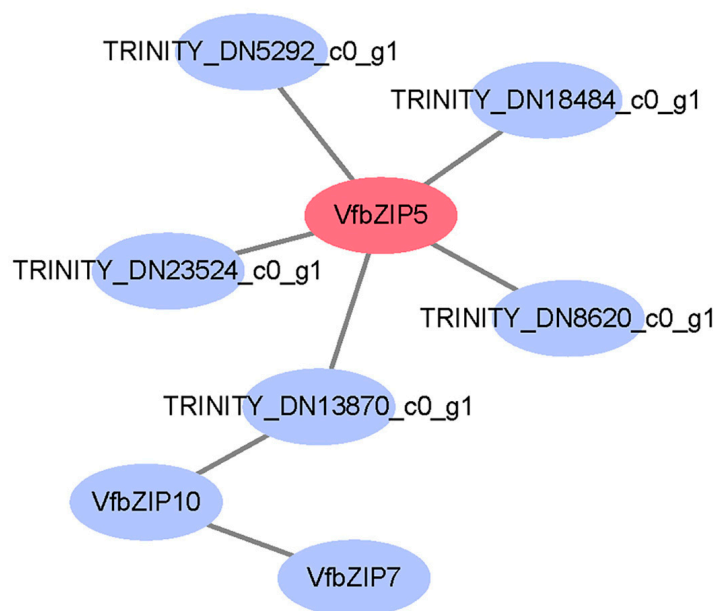 TRINITY_DN5292_c0_g1
TRINITY_DN18484_c0_g1
VfbZIP5
TRINITY_DN23524_c0_g1
TRINITY_DN8620_c0_g1
TRINITY_DN13870_c0_g1
VfbZIP10
VfbZIP7